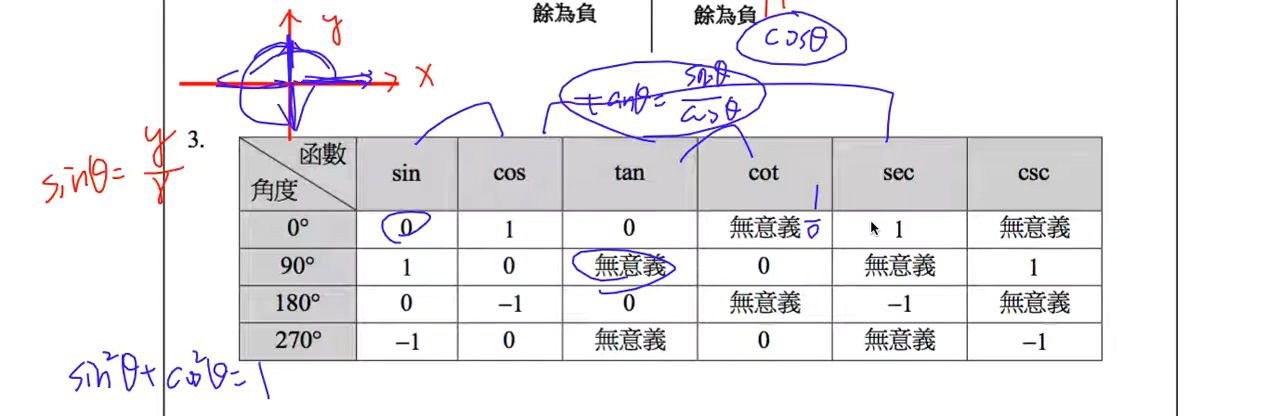 餘為負 餘為負
cosθ
y
x
tanθ = sinθ/cosθ
sinθ = y/r
3.
函數 sin cos tan cot sec csc
角度
0° 0 1 0 無意義 1/0 1 無意義
90° 1 0 無意義 0 無意義 1
180° 0 –1 0 無意義 –1 無意義
270° –1 0 無意義 0 無意義 –1
sin²θ + cos²θ = 1